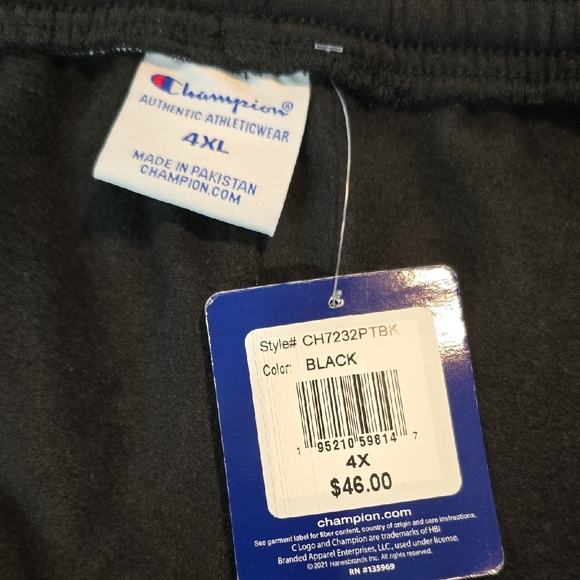 Champion®
AUTHENTIC ATHLETICWEAR
4XL
MADE IN PAKISTAN
CHAMPION.COM
Style# CH7232PTBK
Color: BLACK
1 95210 59814 7
4X
$46.00
champion.com
See garment label for fiber content, country of origin and care instructions.
C Logo and Champion are trademarks of HBI
Branded Apparel Enterprises, LLC, used under license.
©2021 Hanesbrands Inc. All rights reserved.
RN #135969